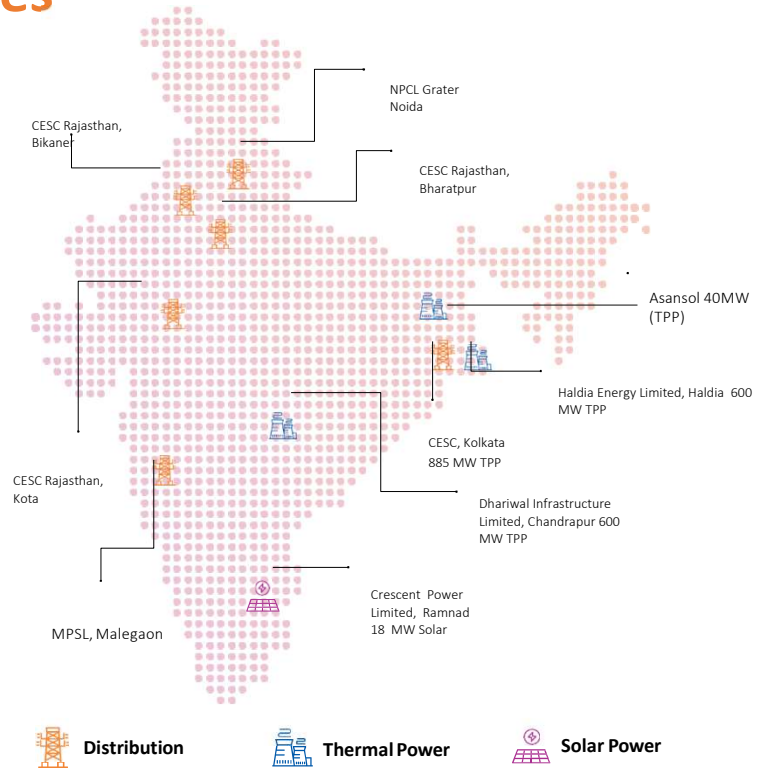 NPCL Grater
Noida
CESC Rajasthan,
Bikaner
CESC Rajasthan,
Bharatpur
Asansol 40MW
(TPP)
Haldia Energy Limited, Haldia 600
MW TPP
CESC, Kolkata
885 MW TPP
CESC Rajasthan,
Kota
Dhariwal Infrastructure
Limited, Chandrapur 600
MW TPP
Crescent Power
Limited, Ramnad
18 MW Solar
MPSL, Malegaon
Distribution
Thermal Power
Solar Power